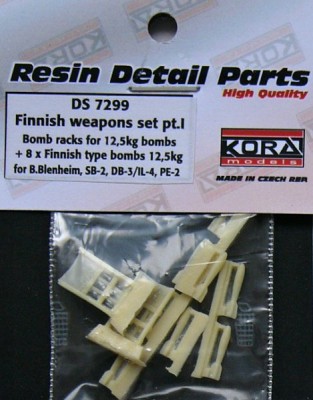 Resin Detail Parts
High Quality
DS 7299
Finnish weapons set pt.I
Bomb racks for 12,5kg bombs
+ 8 x Finnish type bombs 12,5kg
for B.Blenheim, SB-2, DB-3/IL-4, PE-2
KORA
models
MADE IN CZECH REP.